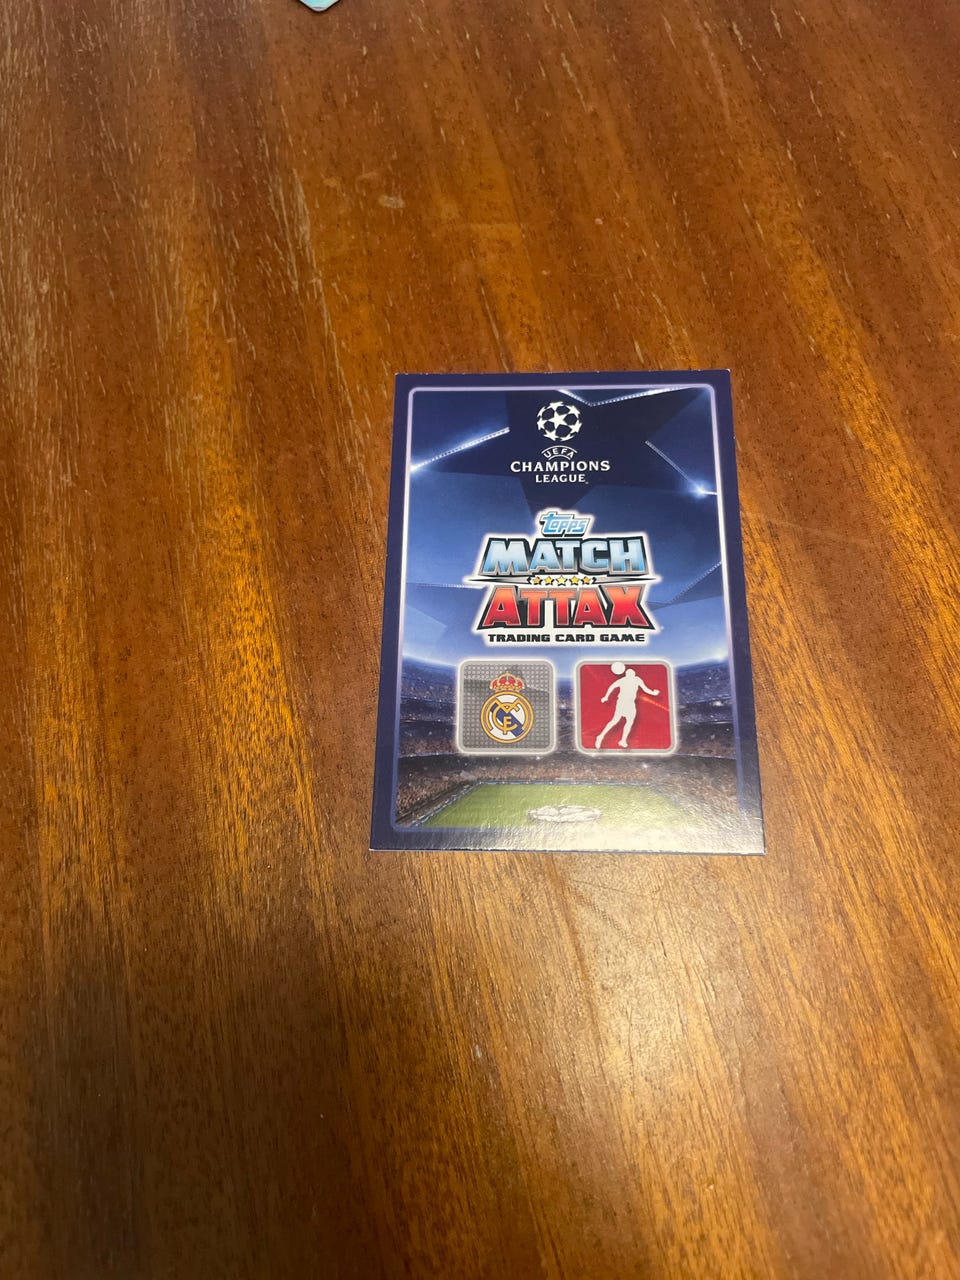 UEFA
CHAMPIONS
LEAGUE
topps
MATCH
ATTAX
TRADING CARD GAME